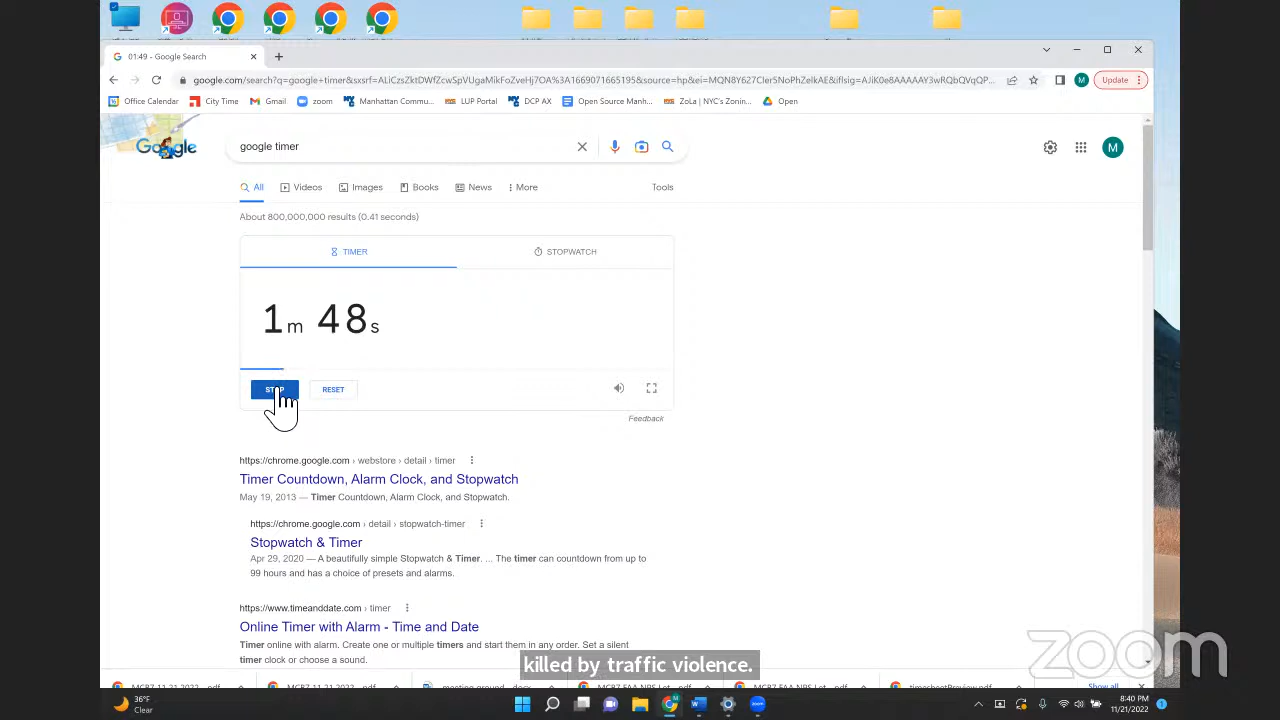 01:49 - Google Search
google.com/search?q=google+timer&sxsrf=ALiCzsZktDWfZcwSpVUgaMikFoZveHj7OA%3A1669071665195&source=hp&ei=MQN8Y627CIer5NoPhZelkAE&iflsig=AJiK0e8AAAAAY3wRQbQVqQP...
Update
Office Calendar City Time Gmail zoom Manhattan Commu... LUP Portal DCP AX Open Source Manh... ZoLa | NYC's Zonin... Open
Google
google timer
M
All Videos Images Books News More Tools
About 800,000,000 results (0.41 seconds)
TIMER STOPWATCH
1m 48s
STOP RESET
Feedback
https://chrome.google.com › webstore › detail › timer
Timer Countdown, Alarm Clock, and Stopwatch
May 19, 2013 — Timer Countdown, Alarm Clock, and Stopwatch.
https://chrome.google.com › detail › stopwatch-timer
Stopwatch & Timer
Apr 29, 2020 — A beautifully simple Stopwatch & Timer. ... The timer can countdown from up to
99 hours and has a choice of presets and alarms.
https://www.timeanddate.com › timer
Online Timer with Alarm - Time and Date
Timer online with alarm. Create one or multiple timers and start them in any order. Set a silent
timer clock or choose a sound.
killed by traffic violence.
zoom
Show all
36°F
Clear
8:40 PM
11/21/2022